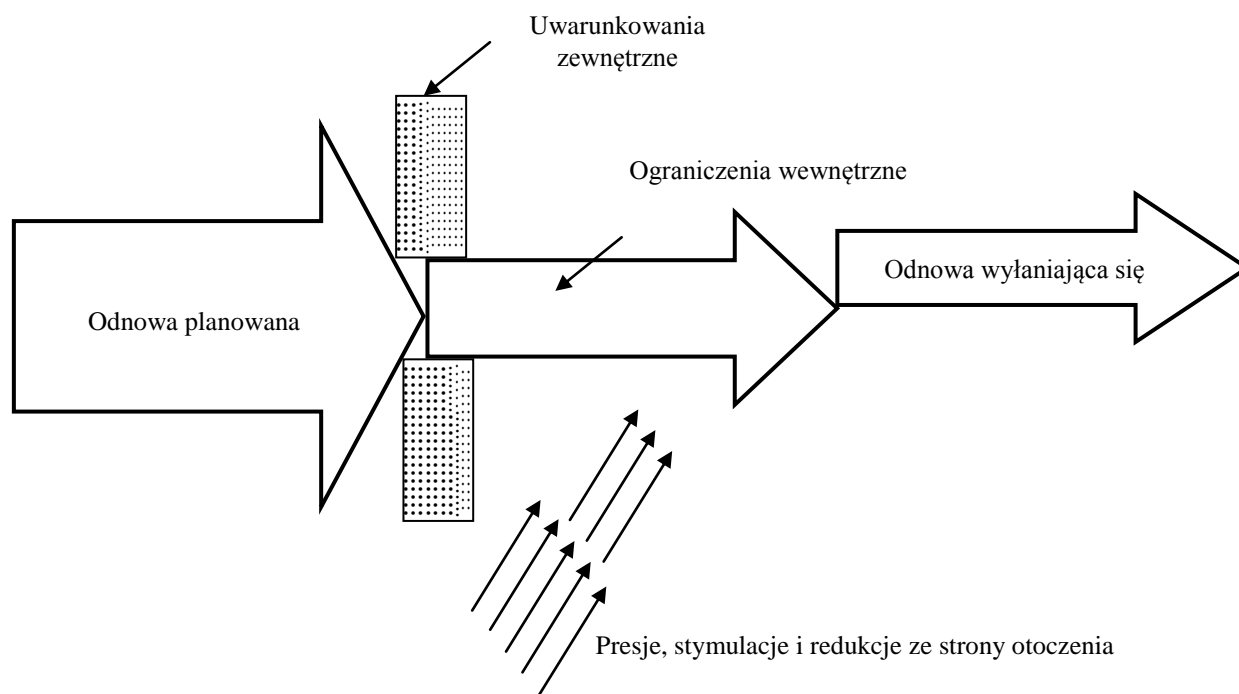 Uwarunkowania
zewnętrzne
Ograniczenia wewnętrzne
Odnowa planowana
Odnowa wyłaniająca się
Presje, stymulacje i redukcje ze strony otoczenia